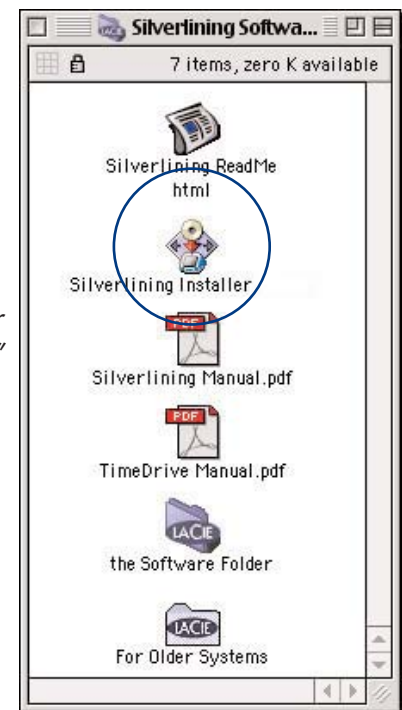 Silverlining Softwa...
7 items, zero K available
Silverlining ReadMe
html
Silverlining Installer
PDF
Silverlining Manual.pdf
PDF
TimeDrive Manual.pdf
LACIE
the Software Folder
LACIE
For Older Systems